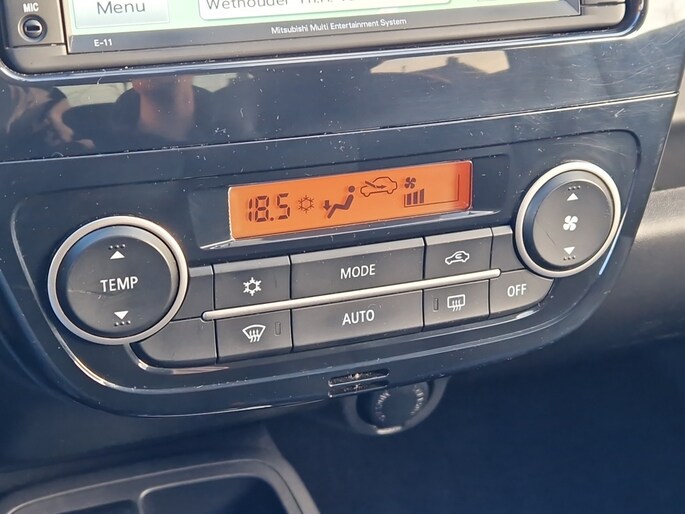 MIC
Menu
Wethouder
E-11
Mitsubishi Multi Entertainment System
18.5
TEMP
MODE
AUTO
OFF